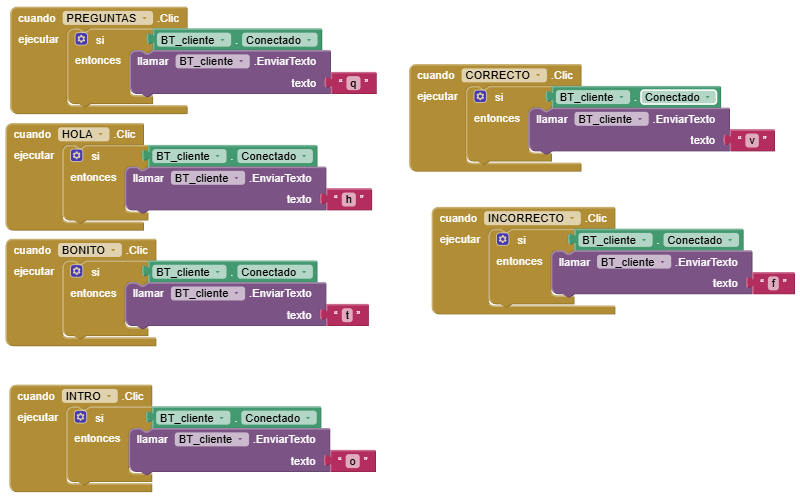 cuando PREGUNTAS .Clic
ejecutar si BT_cliente . Conectado
entonces llamar BT_cliente .EnviarTexto
texto “ q ”
cuando HOLA .Clic
ejecutar si BT_cliente . Conectado
entonces llamar BT_cliente .EnviarTexto
texto “ h ”
cuando BONITO .Clic
ejecutar si BT_cliente . Conectado
entonces llamar BT_cliente .EnviarTexto
texto “ t ”
cuando INTRO .Clic
ejecutar si BT_cliente . Conectado
entonces llamar BT_cliente .EnviarTexto
texto “ o ”
cuando CORRECTO .Clic
ejecutar si BT_cliente . Conectado
entonces llamar BT_cliente .EnviarTexto
texto “ v ”
cuando INCORRECTO .Clic
ejecutar si BT_cliente . Conectado
entonces llamar BT_cliente .EnviarTexto
texto “ f ”